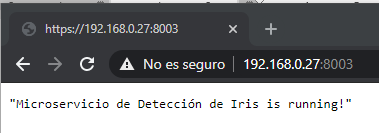 https://192.168.0.27:8003
No es seguro 192.168.0.27:8003
"Microservicio de Detección de Iris is running!"